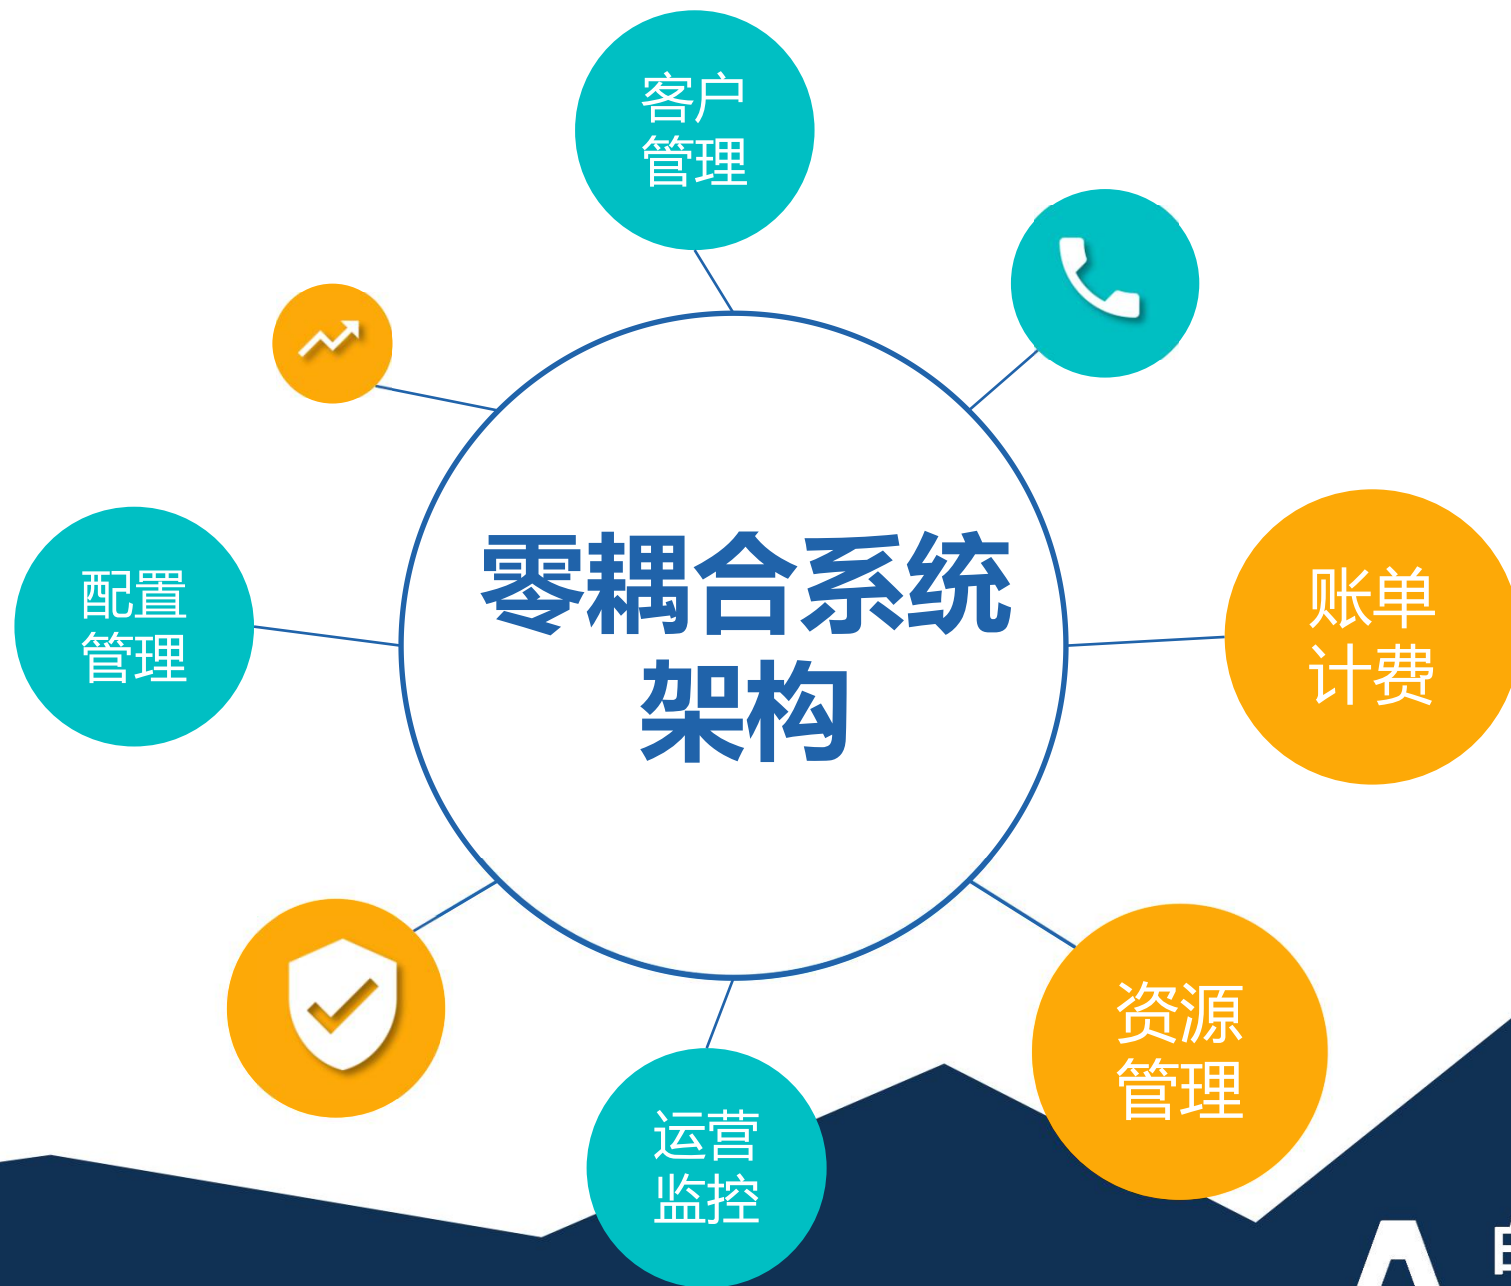 客户
管理
零耦合系统
架构
配置
管理
账单
计费
资源
管理
运营
监控